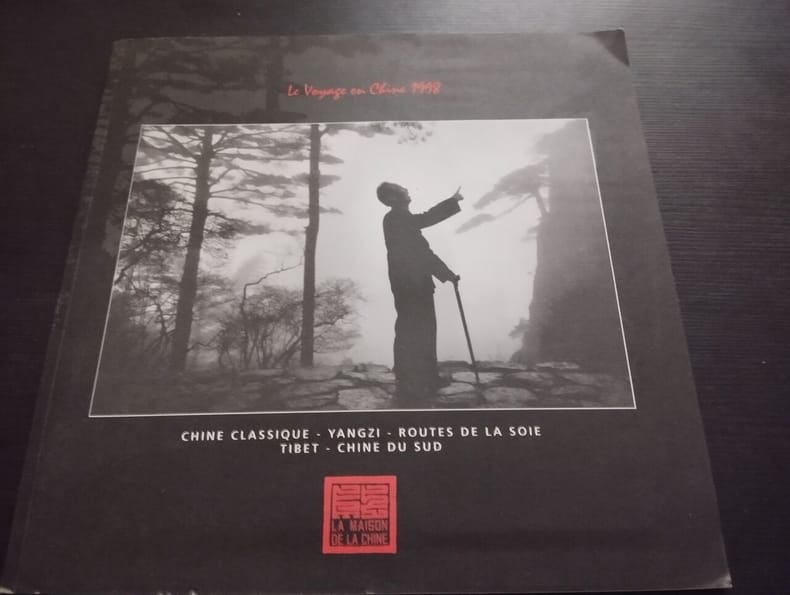 Le Voyage en Chine 1998
CHINE CLASSIQUE - YANGZI - ROUTES DE LA SOIE
TIBET - CHINE DU SUD
LA MAISON
DE LA CHINE